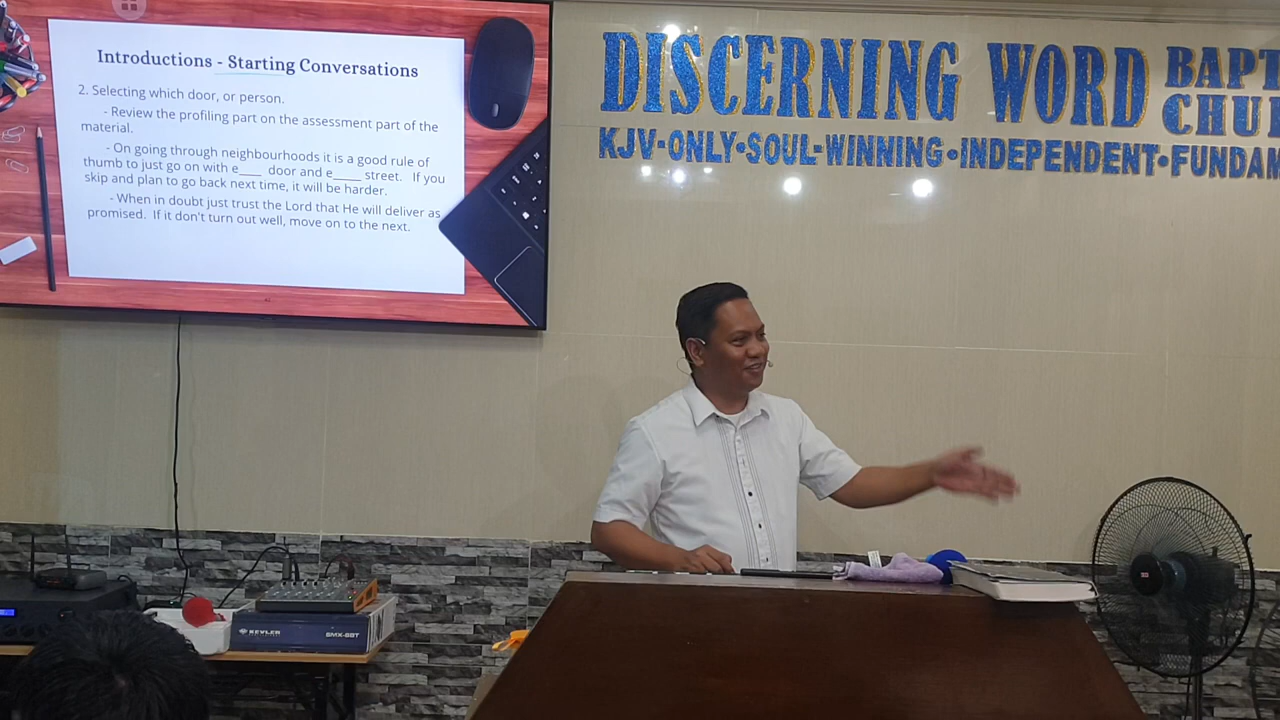 Introductions - Starting Conversations
2. Selecting which door, or person.
- Review the profiling part on the assessment part of the
material.
- On going through neighbourhoods it is a good rule of
thumb to just go on with e___ door and e____ street. If you
skip and plan to go back next time, it will be harder.
- When in doubt just trust the Lord that He will deliver as
promised. If it don't turn out well, move on to the next.
DISCERNING WORD BAPT
CHU
KJV-ONLY•SOUL-WINNING•INDEPENDENT•FUNDAM
KEVLER
SMX-8BT